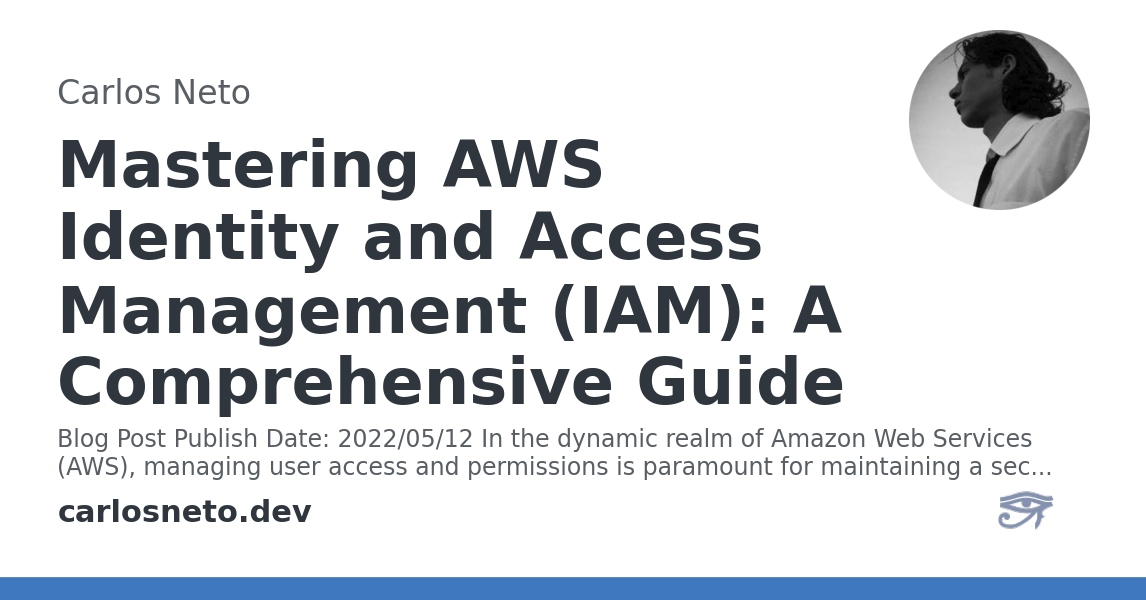 Carlos Neto
Mastering AWS
Identity and Access
Management (IAM): A
Comprehensive Guide
Blog Post Publish Date: 2022/05/12 In the dynamic realm of Amazon Web Services
(AWS), managing user access and permissions is paramount for maintaining a sec...
carlosneto.dev